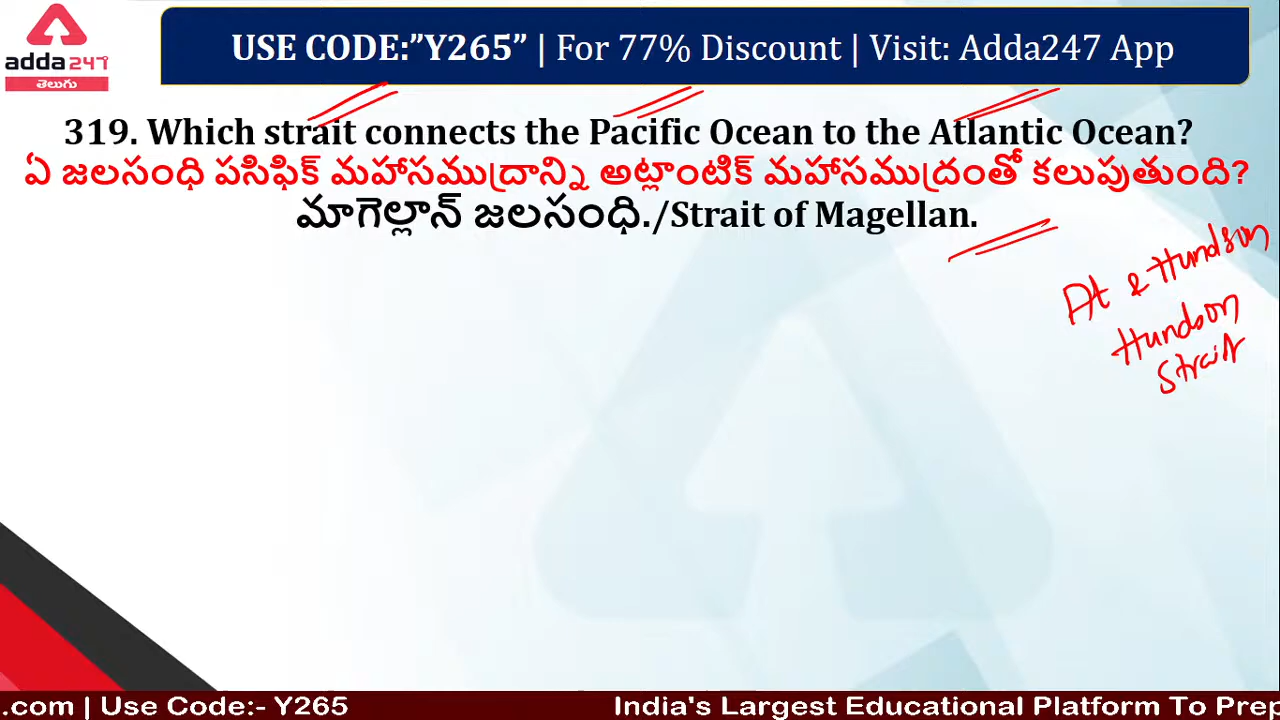 adda247
తెలుగు
USE CODE:"Y265" | For 77% Discount | Visit: Adda247 App
319. Which strait connects the Pacific Ocean to the Atlantic Ocean?
ఏ జలసంధి పసిఫిక్ మహాసముద్రాన్ని అట్లాంటిక్ మహాసముద్రంతో కలుపుతుంది?
మాగెల్లాన్ జలసంధి./Strait of Magellan.
At & Hundson
Hundson
Strait
.com | Use Code:- Y265 India's Largest Educational Platform To Prep